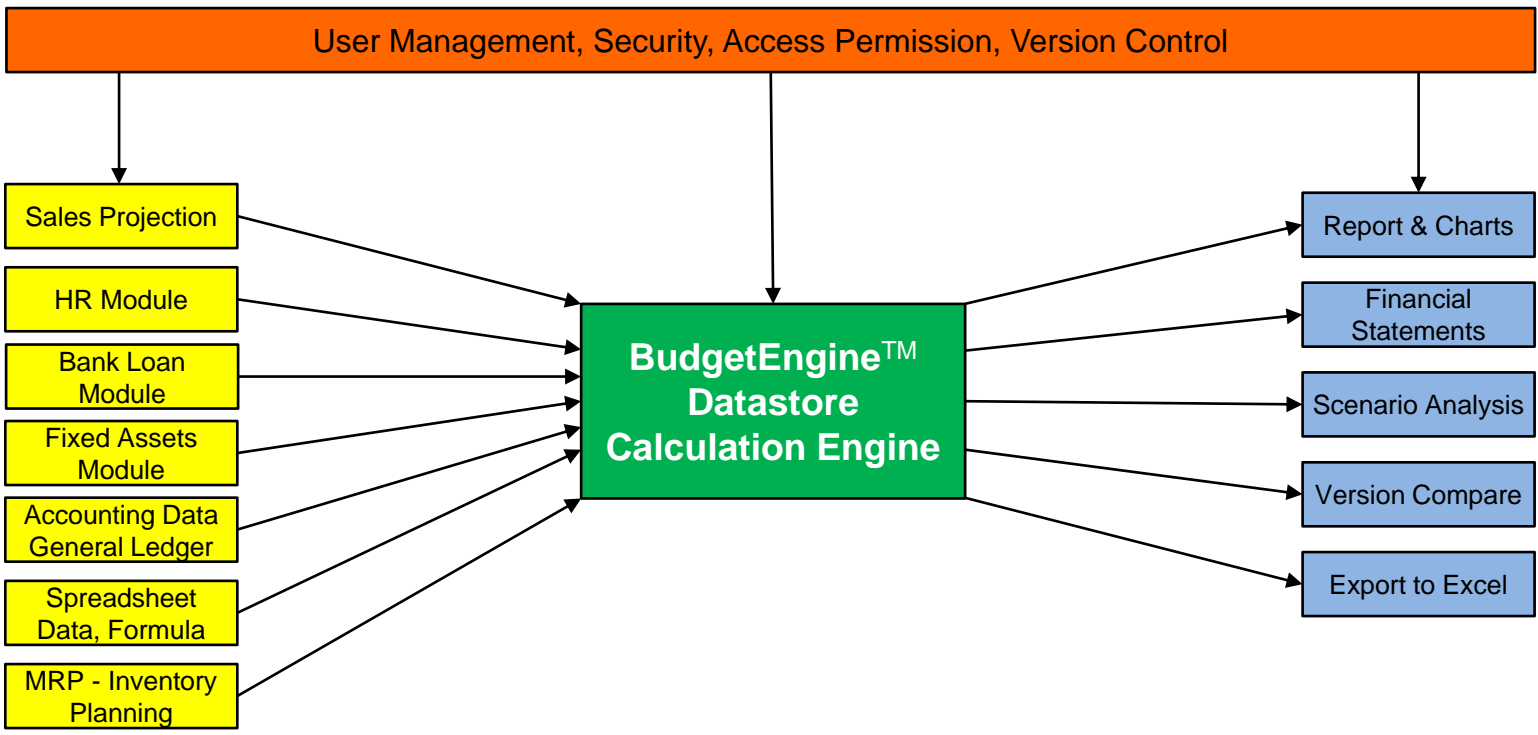 User Management, Security, Access Permission, Version Control
Sales Projection
HR Module
Bank Loan
Module
Fixed Assets
Module
Accounting Data
General Ledger
Spreadsheet
Data, Formula
MRP - Inventory
Planning
BudgetEngine™
Datastore
Calculation Engine
Report & Charts
Financial
Statements
Scenario Analysis
Version Compare
Export to Excel